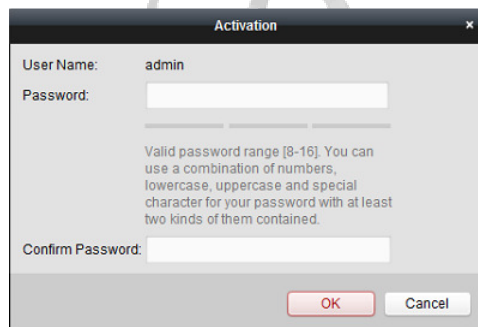 Activation ×
User Name: admin
Password:
Valid password range [8-16]. You can
use a combination of numbers,
lowercase, uppercase and special
character for your password with at least
two kinds of them contained.
Confirm Password:
OK Cancel